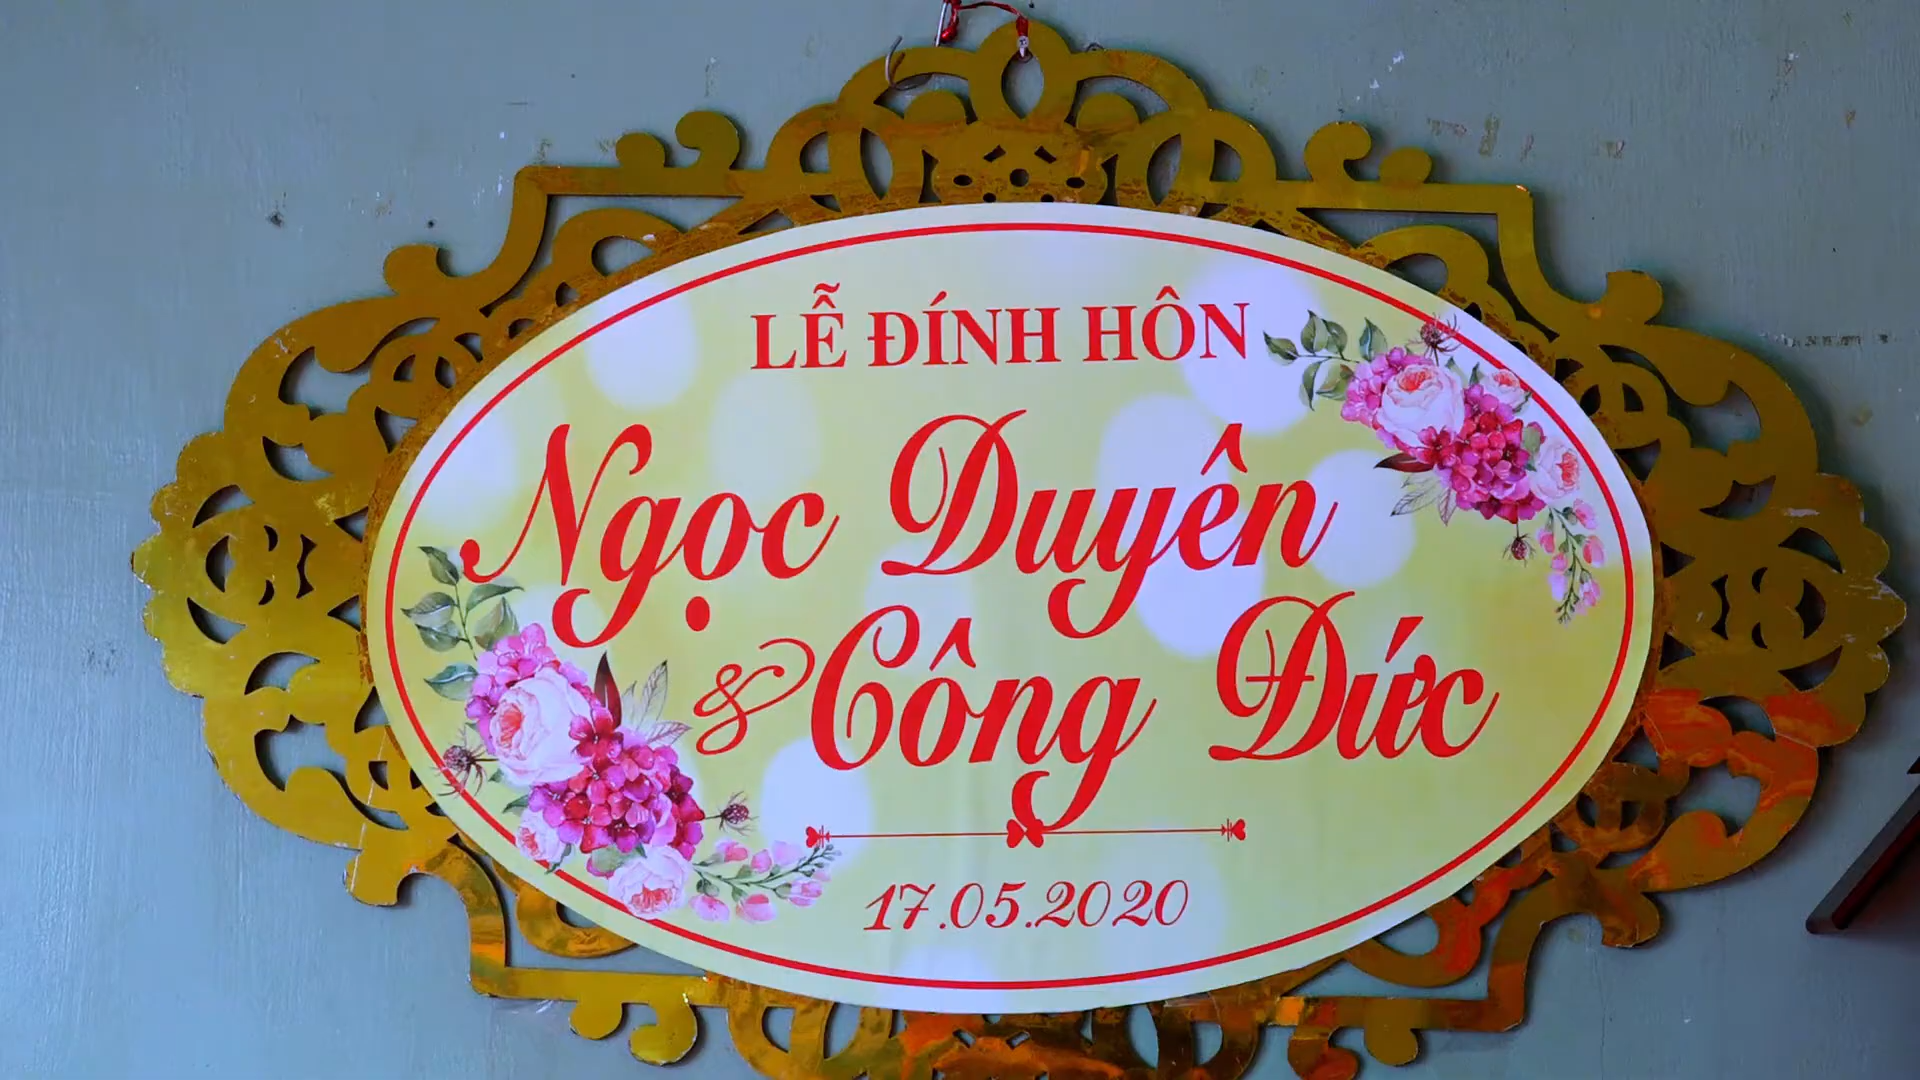 LỄ ĐÍNH HÔN
Ngọc Duyên
& Công Đức
17.05.2020